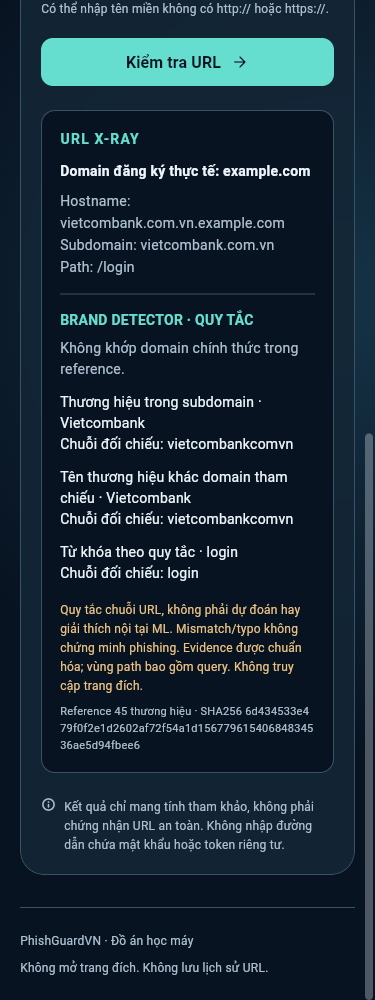 Có thể nhập tên miền không có http:// hoặc https://.
Kiểm tra URL →
URL X-RAY
Domain đăng ký thực tế: example.com
Hostname:
vietcombank.com.vn.example.com
Subdomain: vietcombank.com.vn
Path: /login
BRAND DETECTOR · QUY TẮC
Không khớp domain chính thức trong
reference.
Thương hiệu trong subdomain ·
Vietcombank
Chuỗi đối chiếu: vietcombankcomvn
Tên thương hiệu khác domain tham
chiếu · Vietcombank
Chuỗi đối chiếu: vietcombankcomvn
Từ khóa theo quy tắc · login
Chuỗi đối chiếu: login
Quy tắc chuỗi URL, không phải dự đoán hay
giải thích nội tại ML. Mismatch/typo không
chứng minh phishing. Evidence được chuẩn
hóa; vùng path bao gồm query. Không truy
cập trang đích.
Reference 45 thương hiệu · SHA256 6d434533e4
79f0f2e1d2602af72f54a1d156779615406848345
36ae5d94fbee6
Kết quả chỉ mang tính tham khảo, không phải
chứng nhận URL an toàn. Không nhập đường
dẫn chứa mật khẩu hoặc token riêng tư.
PhishGuardVN · Đồ án học máy
Không mở trang đích. Không lưu lịch sử URL.